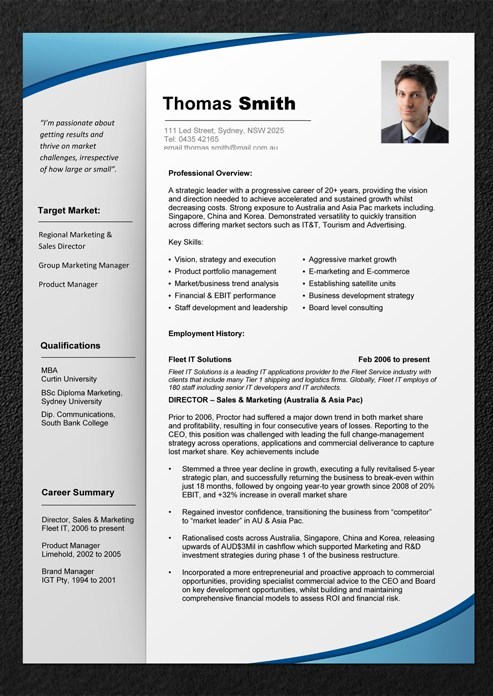 Thomas Smith
111 Led Street, Sydney, NSW 2025
Tel: 0435 42165
email thomas.smith@mail.com.au
"I'm passionate about
getting results and
thrive on market
challenges, irrespective
of how large or small".
Target Market:
Regional Marketing &
Sales Director
Group Marketing Manager
Product Manager
Qualifications
MBA
Curtin University
BSc Diploma Marketing,
Sydney University
Dip. Communications,
South Bank College
Career Summary
Director, Sales & Marketing
Fleet IT, 2006 to present
Product Manager
Limehold, 2002 to 2005
Brand Manager
IGT Pty. 1994 to 2001
Professional Overview:
A strategic leader with a progressive career of 20+ years, providing the vision
and direction needed to achieve accelerated and sustained growth whilst
decreasing costs. Strong exposure to Australia and Asia Pac markets including.
Singapore, China and Korea. Demonstrated versatility to quickly transition
across differing market sectors such as IT&T, Tourism and Advertising.
Key Skills:
• Vision, strategy and execution
• Product portfolio management
• Market/business trend analysis
• Financial & EBIT performance
• Staff development and leadership
• Aggressive market growth
• E-marketing and E-commerce
• Establishing satellite units
• Business development strategy
• Board level consulting
Employment History:
Fleet IT Solutions Feb 2006 to present
Fleet IT Solutions is a leading IT applications provider to the Fleet Service industry with
clients that include many Tier 1 shipping and logistics firms. Globally, Fleet IT employs of
180 staff including senior IT developers and IT architects.
DIRECTOR – Sales & Marketing (Australia & Asia Pac)
Prior to 2006, Proctor had suffered a major down trend in both market share
and profitability, resulting in four consecutive years of losses. Reporting to the
CEO, this position was challenged with leading the full change-management
strategy across operations, applications and commercial deliverance to capture
lost market share. Key achievements include
• Stemmed a three year decline in growth, executing a fully revitalised 5-year
strategic plan, and successfully returning the business to break-even within
just 18 months, followed by ongoing year-to year growth since 2008 of 20%
EBIT, and +32% increase in overall market share
• Regained investor confidence, transitioning the business from "competitor"
to "market leader" in AU & Asia Pac.
• Rationalised costs across Australia, Singapore, China and Korea, releasing
upwards of AUD$3Mil in cashflow which supported Marketing and R&D
investment strategies during phase 1 of the business restructure.
• Incorporated a more entrepreneurial and proactive approach to commercial
opportunities, providing specialist commercial advice to the CEO and Board
on key development opportunities, whilst building and maintaining
comprehensive financial models to assess ROI and financial risk.